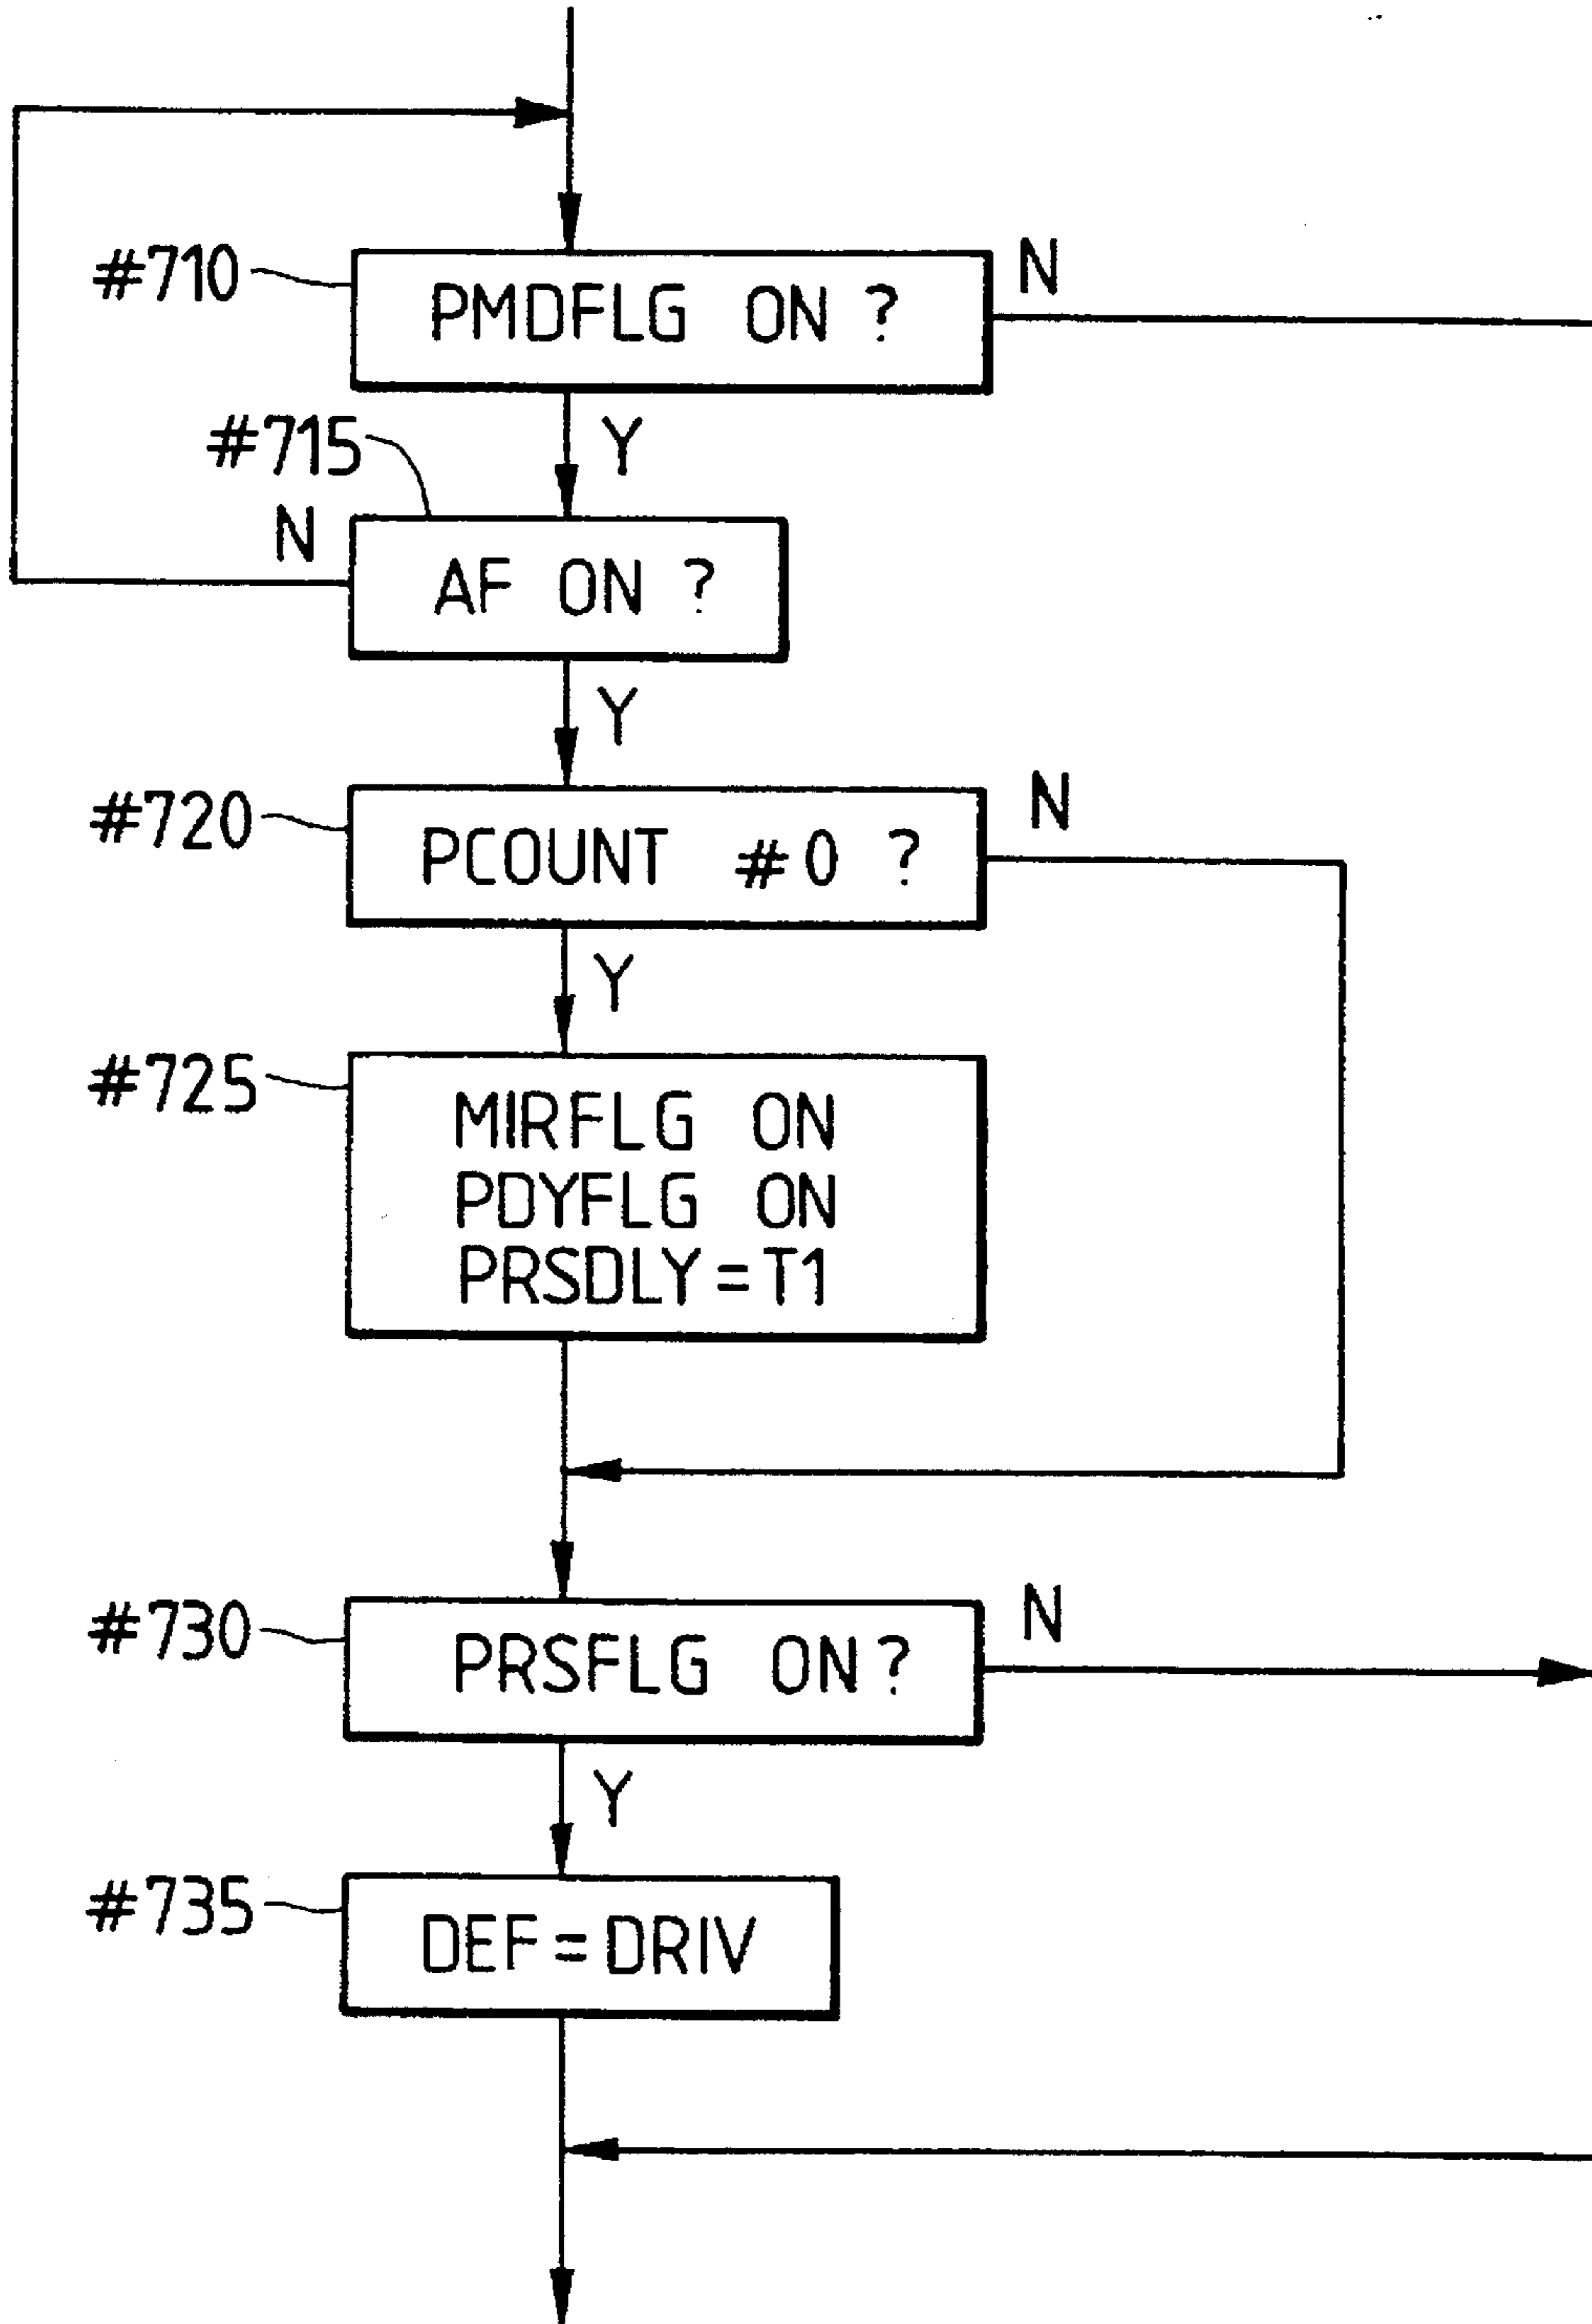 #710
PMDFLG ON ?
N
Y
#715
N
AF ON ?
Y
#720
PCOUNT #0 ?
N
Y
#725
MIRFLG ON
PDYFLG ON
PRSDLY=T1
#730
PRSFLG ON?
N
Y
#735
DEF=DRIV